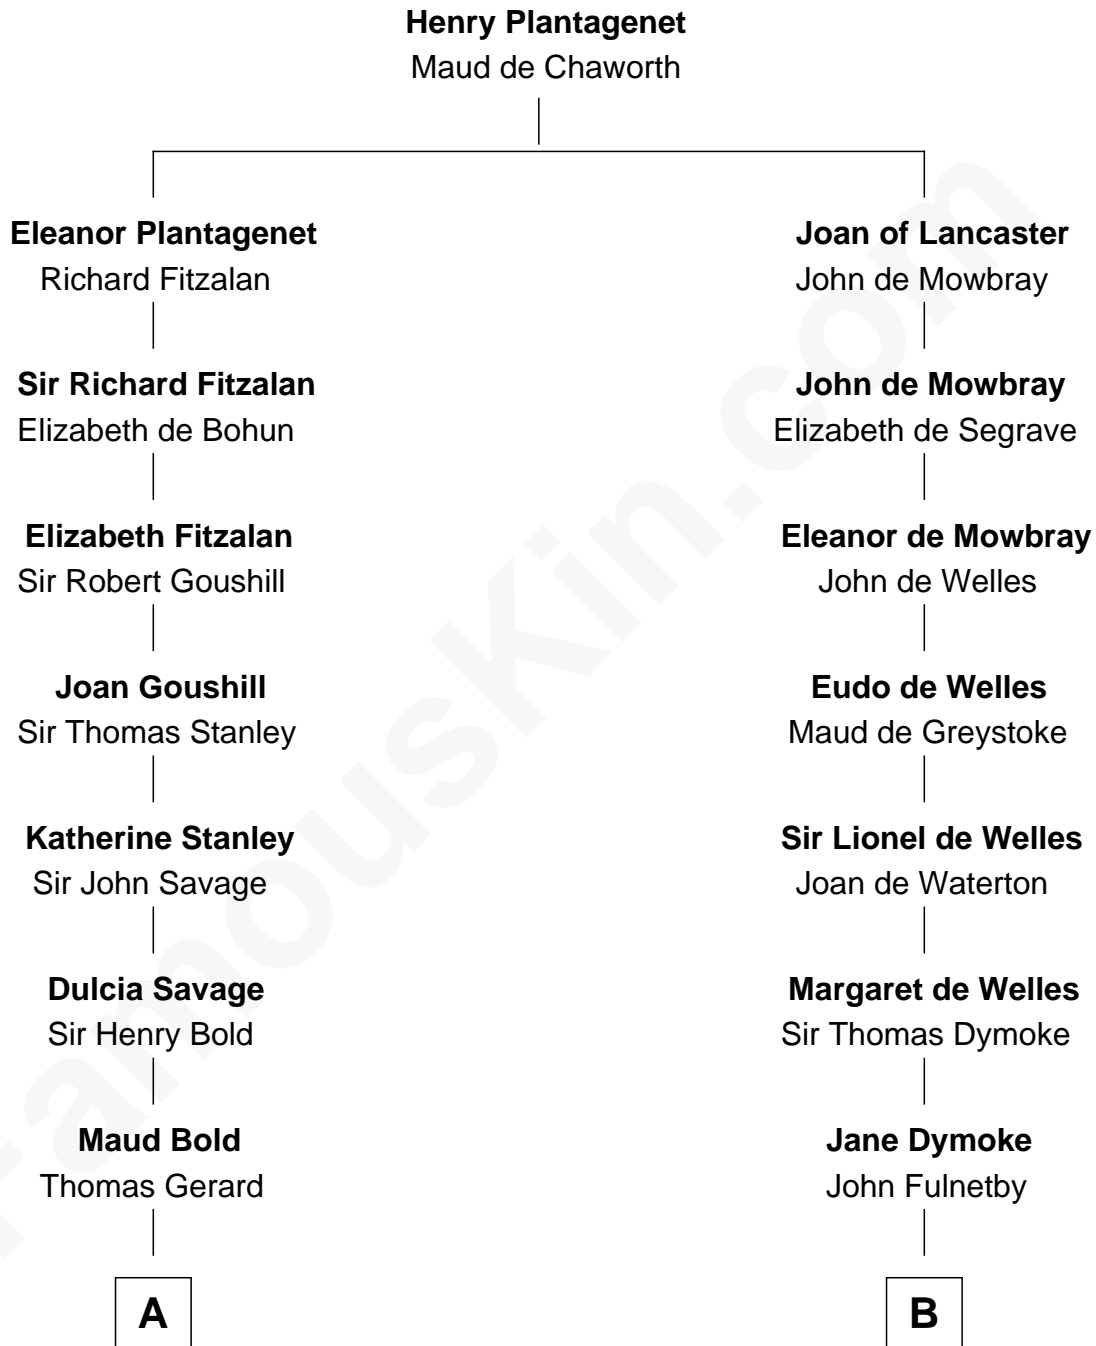 Henry Plantagenet
Maud de Chaworth
Eleanor Plantagenet
Richard Fitzalan
Sir Richard Fitzalan
Elizabeth de Bohun
Elizabeth Fitzalan
Sir Robert Goushill
Joan Goushill
Sir Thomas Stanley
Katherine Stanley
Sir John Savage
Dulcia Savage
Sir Henry Bold
Maud Bold
Thomas Gerard
A
Joan of Lancaster
John de Mowbray
John de Mowbray
Elizabeth de Segrave
Eleanor de Mowbray
John de Welles
Eudo de Welles
Maud de Greystoke
Sir Lionel de Welles
Joan de Waterton
Margaret de Welles
Sir Thomas Dymoke
Jane Dymoke
John Fulnetby
B
FamousKin.com